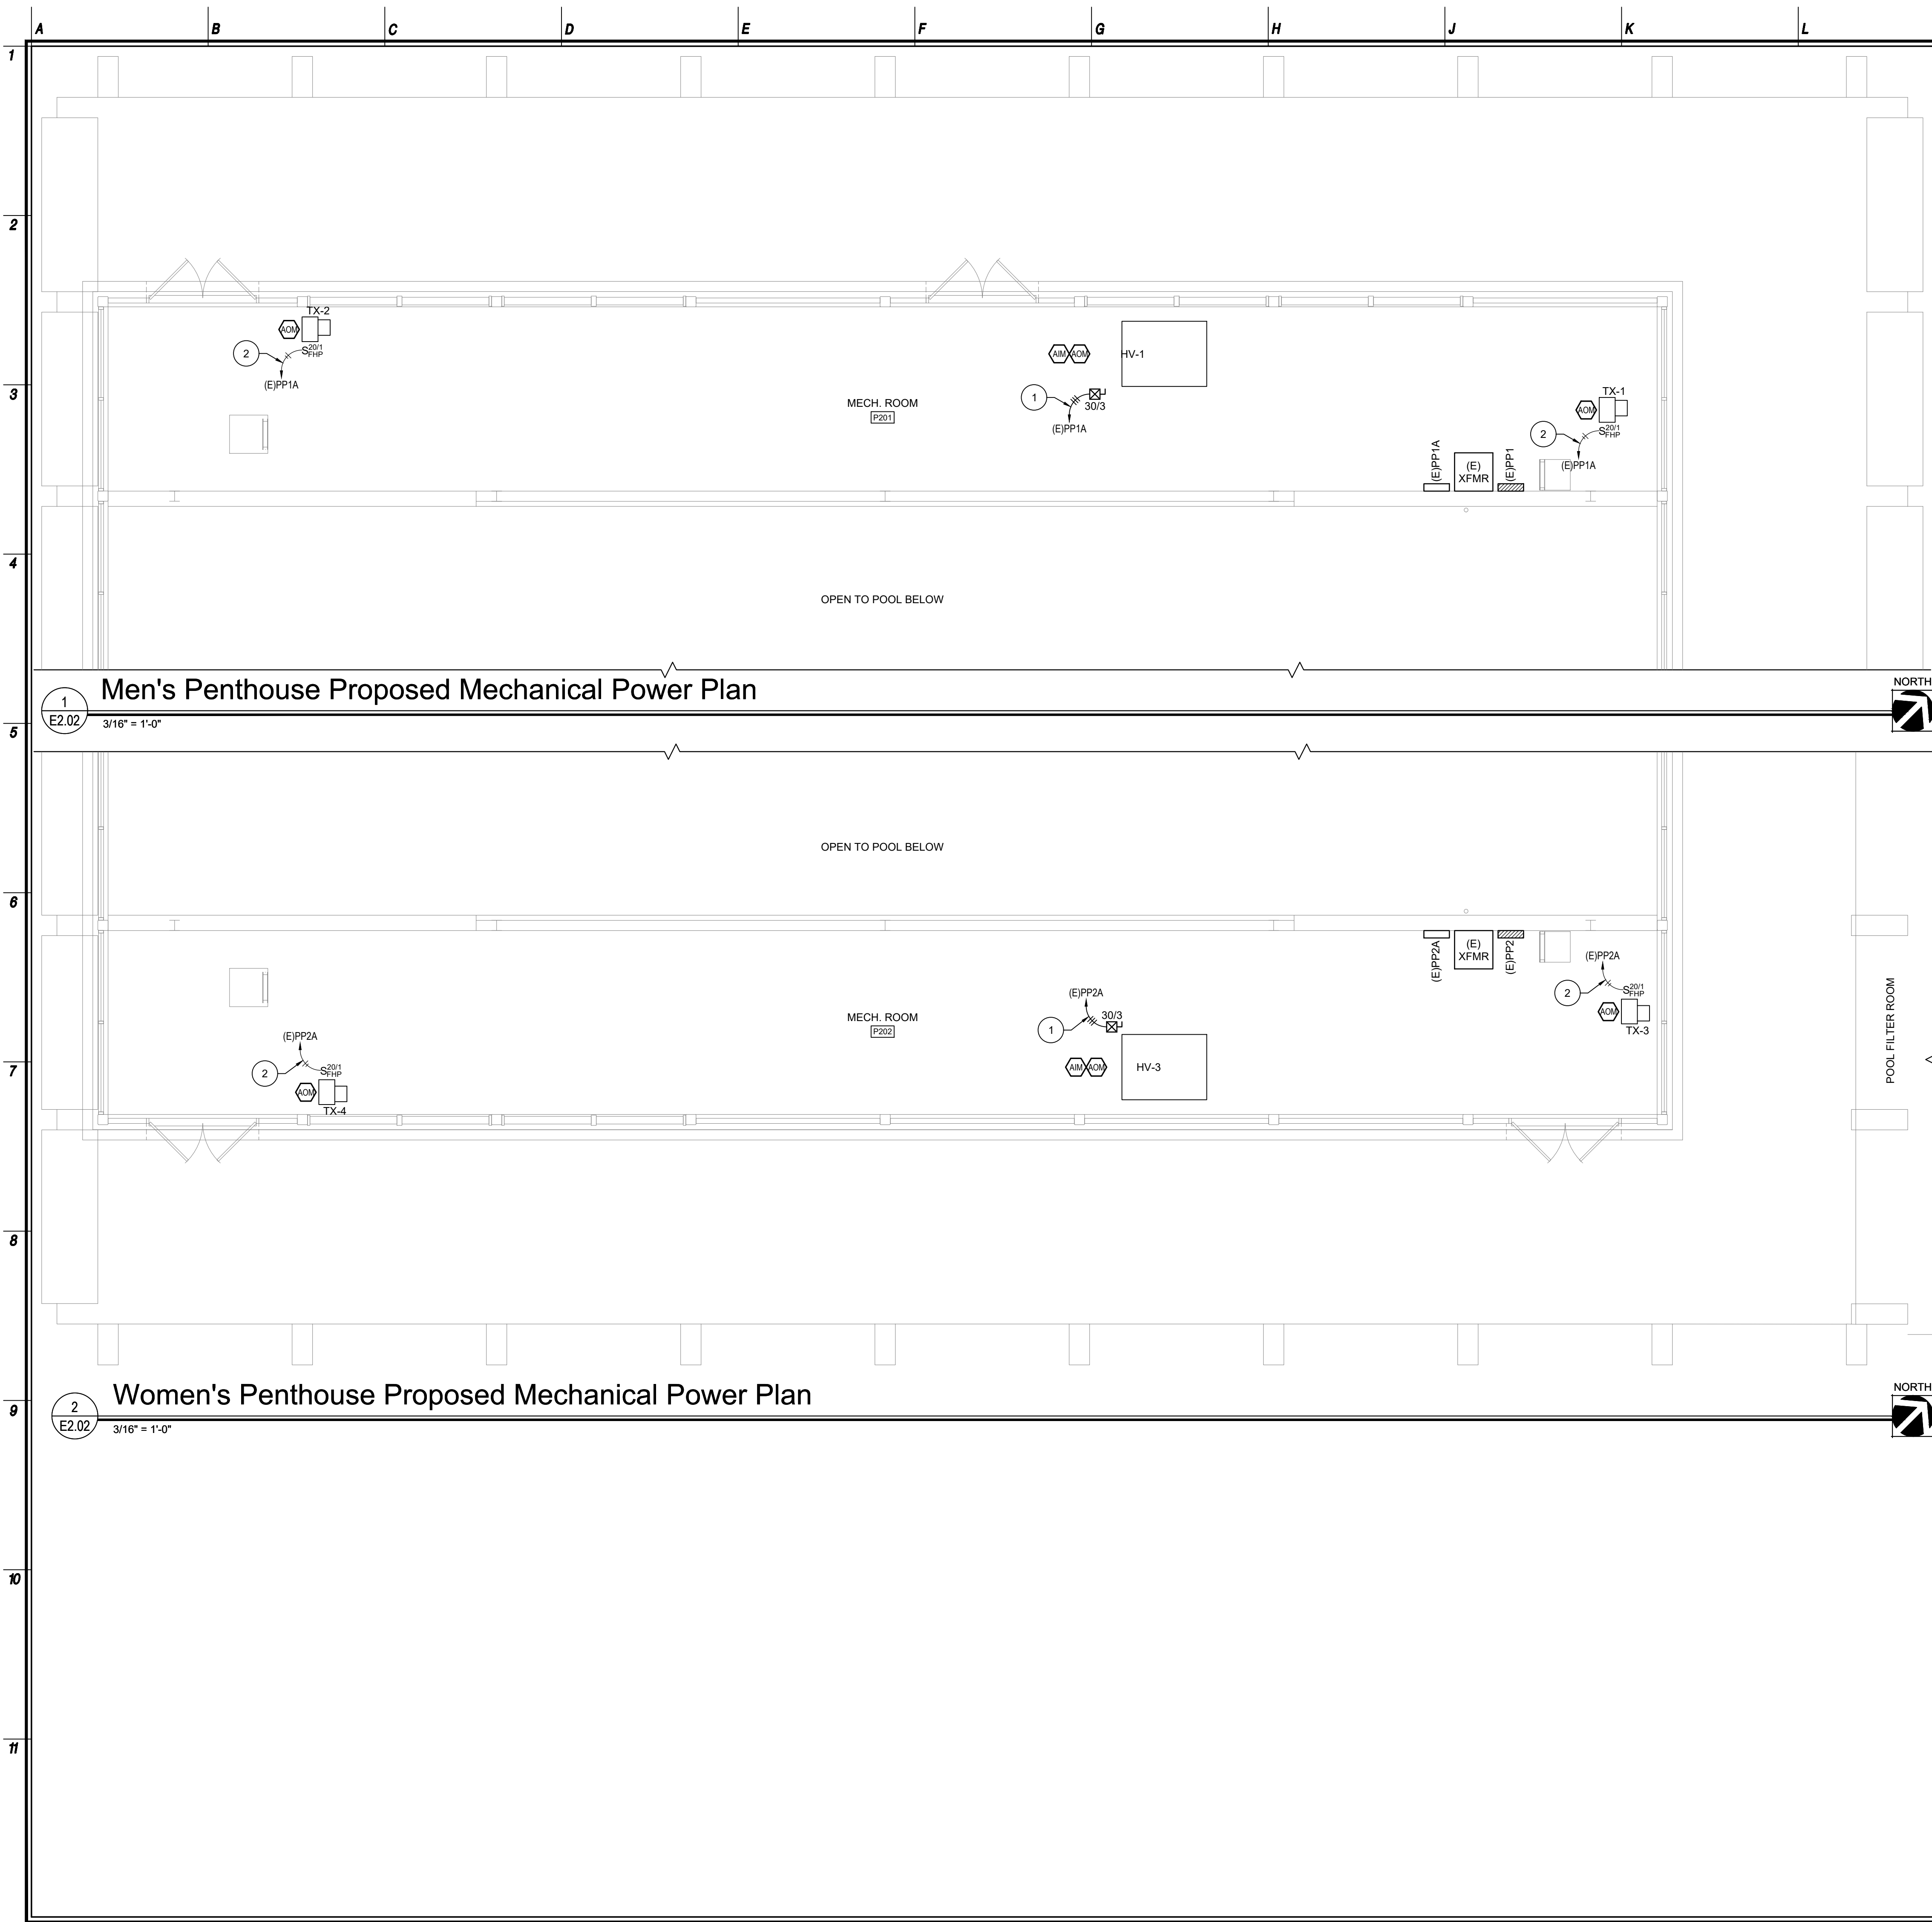 A B C D E F G H J K L
1
2
TX-2
AOM
2
S 20/1 FHP
(E)PP1A
AIM AOM
HV-1
3
1
30/3
(E)PP1A
MECH. ROOM
P201
TX-1
AOM
2
S 20/1 FHP
(E)PP1A
(E)PP1A
(E)
XFMR
(E)PP1
4
OPEN TO POOL BELOW
1
E2.02
Men's Penthouse Proposed Mechanical Power Plan
3/16" = 1'-0"
NORTH
5
OPEN TO POOL BELOW
6
(E)PP2A
(E)
XFMR
(E)PP2
(E)PP2A
2
S 20/1 FHP
AOM
TX-3
(E)PP2A
1
30/3
MECH. ROOM
P202
AIM AOM
HV-3
(E)PP2A
2
S 20/1 FHP
AOM
TX-4
POOL FILTER ROOM
7
8
9
2
E2.02
Women's Penthouse Proposed Mechanical Power Plan
3/16" = 1'-0"
NORTH
10
11